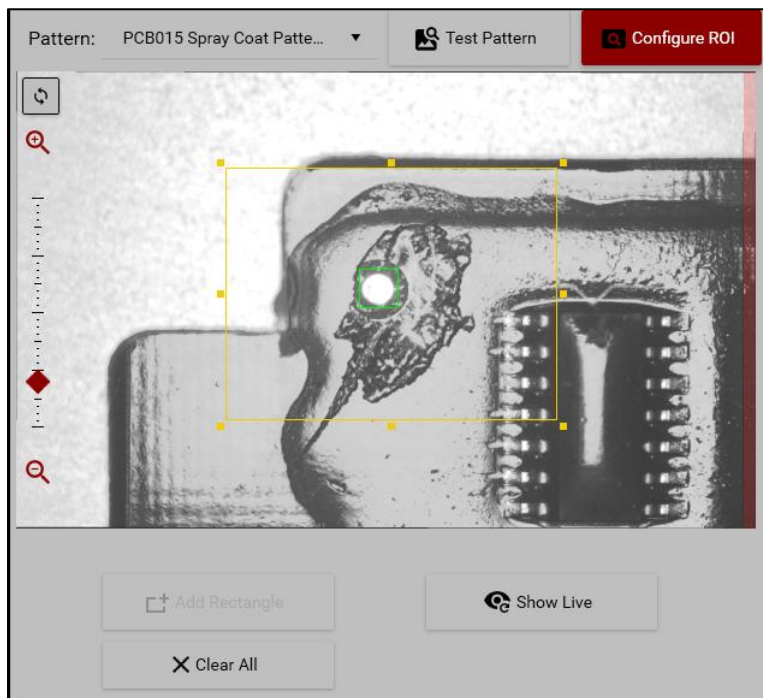 Pattern: PCB015 Spray Coat Patte... Test Pattern Configure ROI
Add Rectangle Show Live
Clear All